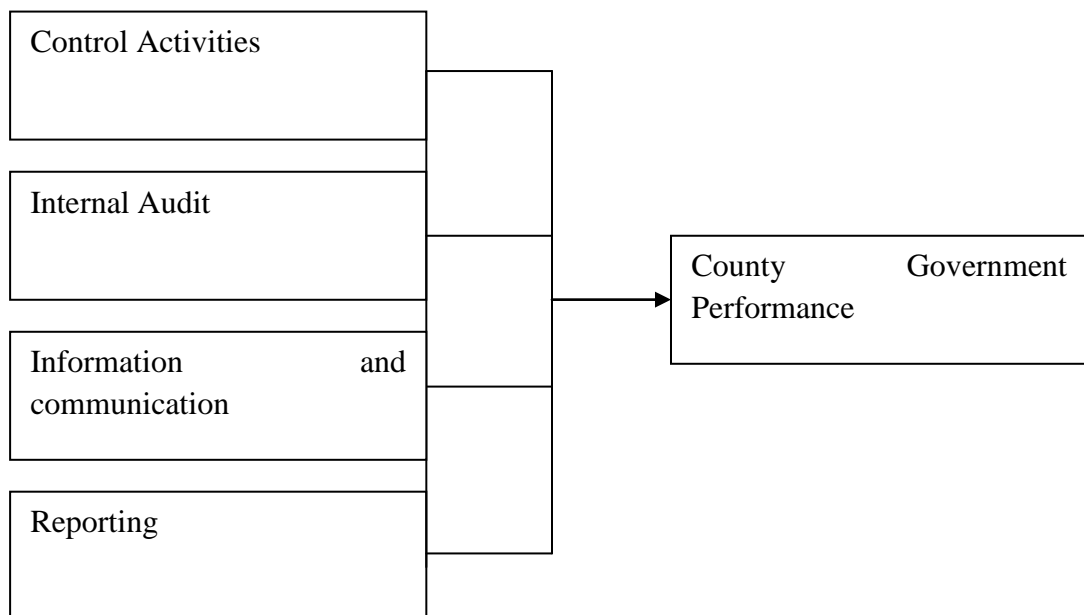 Control Activities
Internal Audit
Information and
communication
Reporting
County Government
Performance